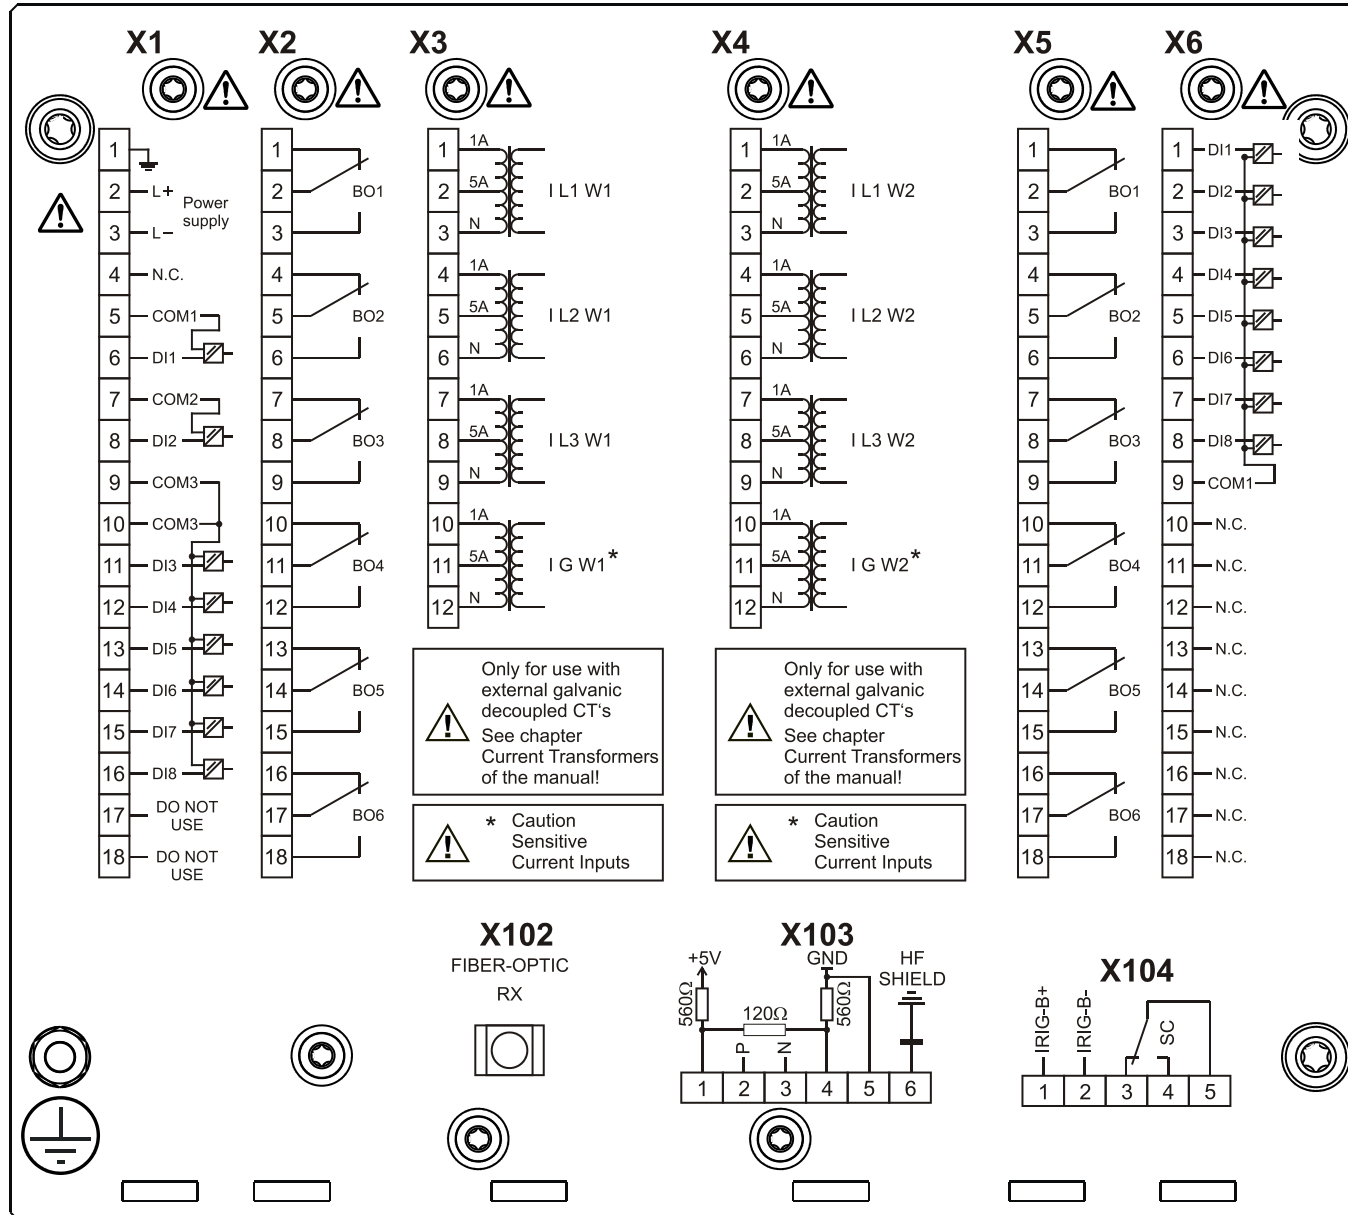 X1
X2
X3
X4
X5
X6
1
2 L+
Power
supply
3 L-
4 N.C.
5 COM1
6 DI1
7 COM2
8 DI2
9 COM3
10 COM3
11 DI3
12 DI4
13 DI5
14 DI6
15 DI7
16 DI8
17 DO NOT
USE
18 DO NOT
USE
1
2 BO1
3
4
5 BO2
6
7
8 BO3
9
10
11 BO4
12
13
14 BO5
15
16
17 BO6
18
1 1A
2 5A I L1 W1
3 N
4 1A
5 5A I L2 W1
6 N
7 1A
8 5A I L3 W1
9 N
10 1A
11 5A I G W1*
12 N
Only for use with
external galvanic
decoupled CT‘s
See chapter
Current Transformers
of the manual!
* Caution
Sensitive
Current Inputs
1 1A
2 5A I L1 W2
3 N
4 1A
5 5A I L2 W2
6 N
7 1A
8 5A I L3 W2
9 N
10 1A
11 5A I G W2*
12 N
Only for use with
external galvanic
decoupled CT‘s
See chapter
Current Transformers
of the manual!
* Caution
Sensitive
Current Inputs
1
2 BO1
3
4
5 BO2
6
7
8 BO3
9
10
11 BO4
12
13
14 BO5
15
16
17 BO6
18
1 DI1
2 DI2
3 DI3
4 DI4
5 DI5
6 DI6
7 DI7
8 DI8
9 COM1
10 N.C.
11 N.C.
12 N.C.
13 N.C.
14 N.C.
15 N.C.
16 N.C.
17 N.C.
18 N.C.
X102
FIBER-OPTIC
RX
X103
+5V
GND
HF
SHIELD
560Ω
120Ω
560Ω
P
N
1 2 3 4 5 6
X104
IRIG-B+
IRIG-B-
SC
1 2 3 4 5